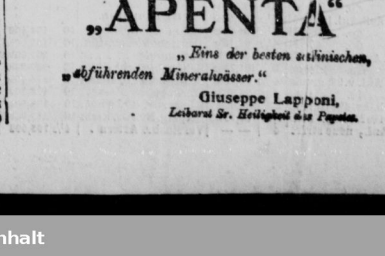 „APENTA“
„Eins der besten salinischen,
„abführenden Mineralwässer.“
Giuseppe Lapponi,
Leibarzt Sr. Heiligkeit des Papstes.
nhalt